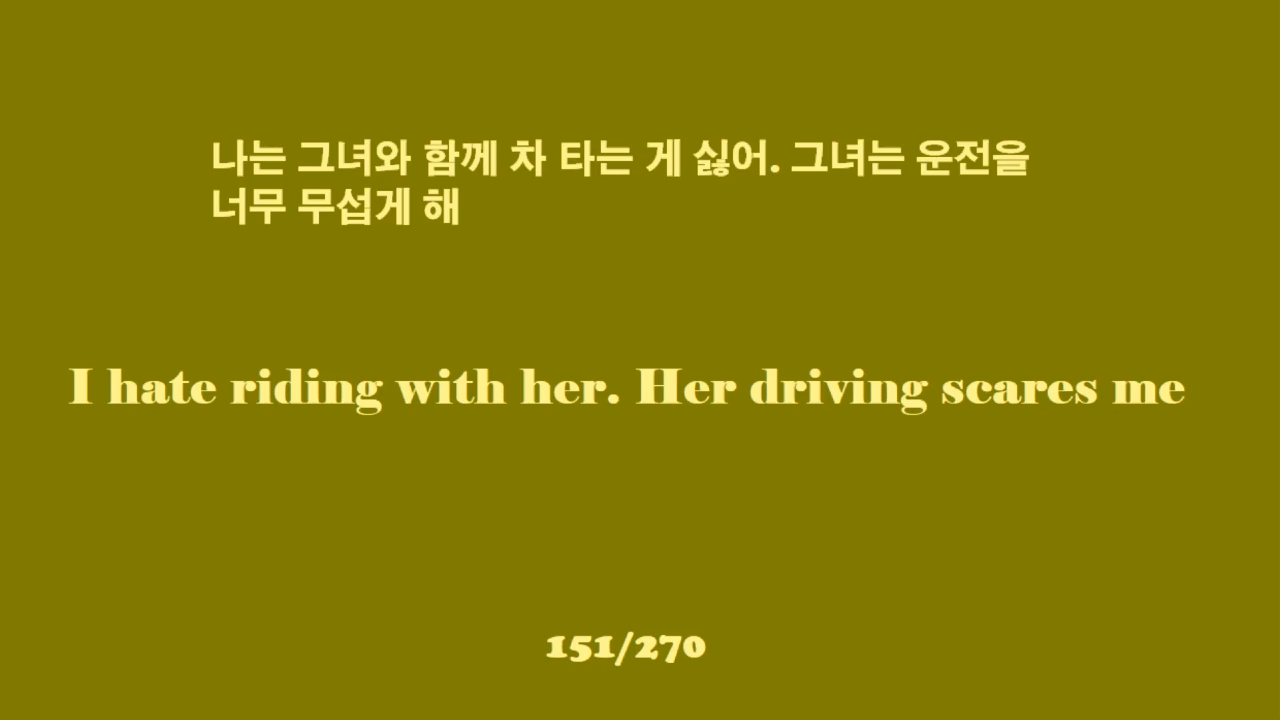 나는 그녀와 함께 차 타는 게 싫어. 그녀는 운전을
너무 무섭게 해
I hate riding with her. Her driving scares me
151/270